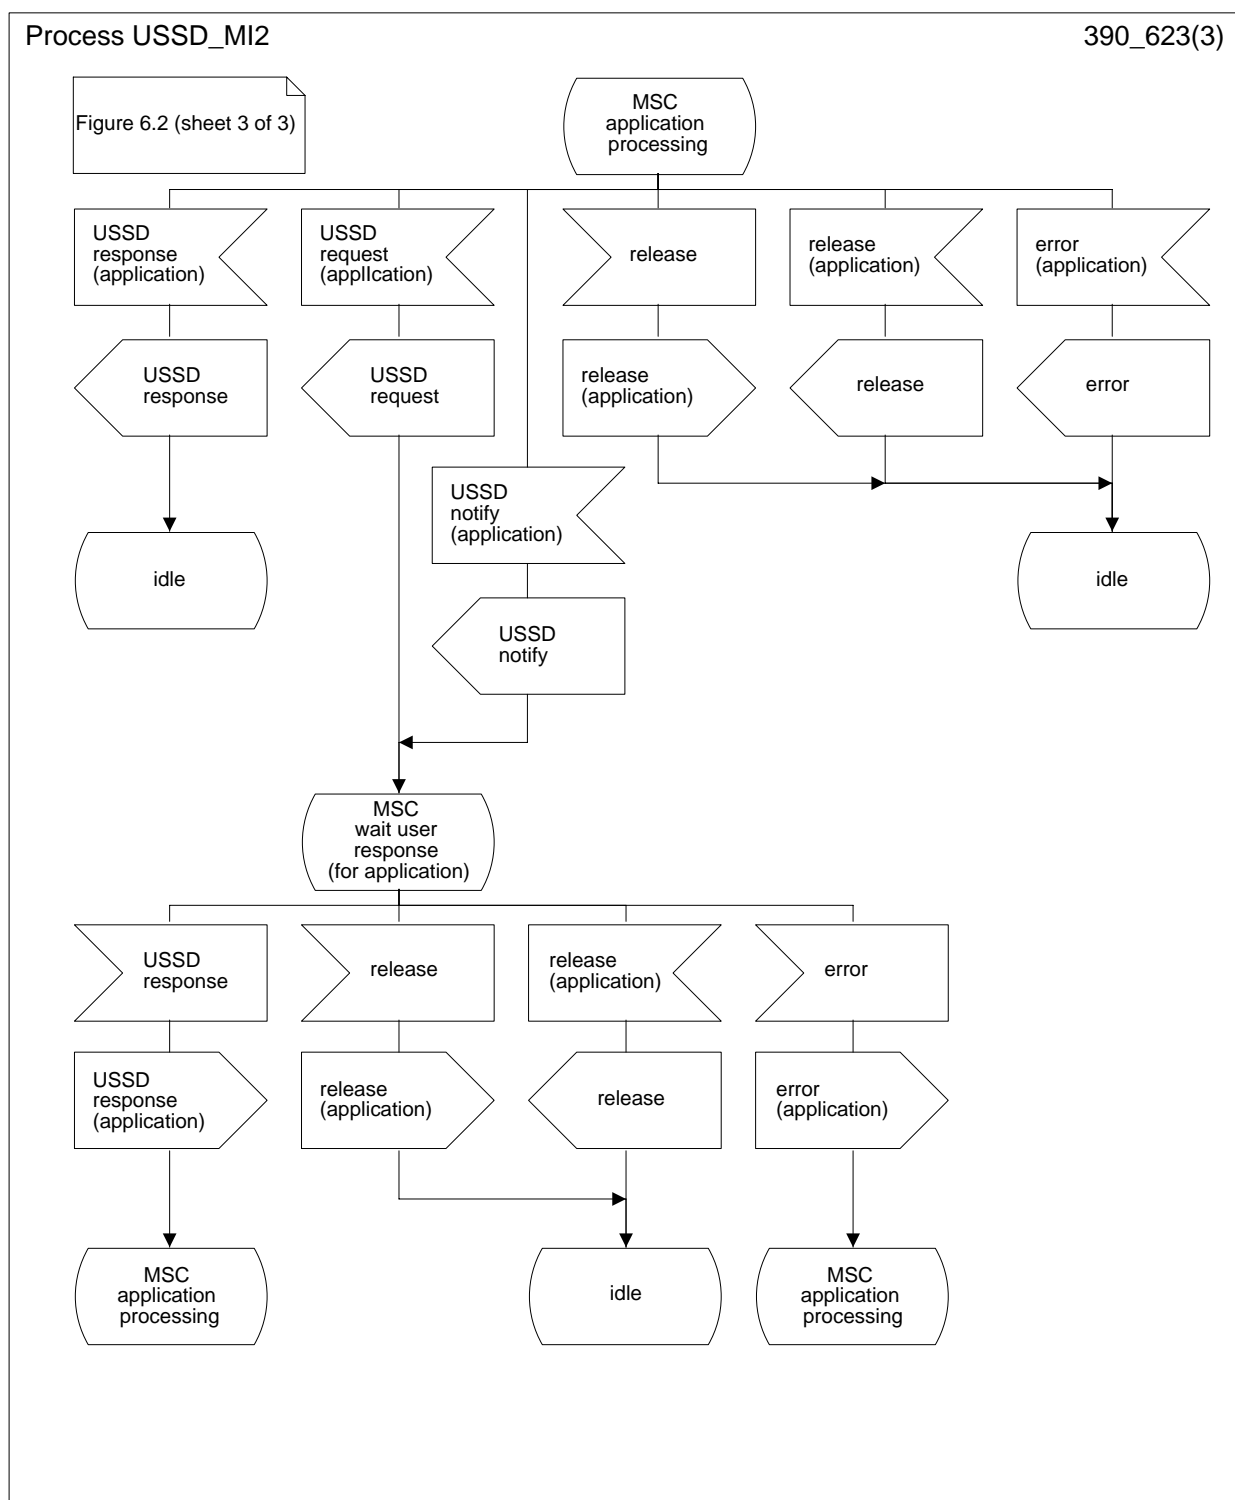 Process USSD_MI2
390_623(3)
Figure 6.2 (sheet 3 of 3)
MSC
application
processing
USSD
response
(application)
USSD
request
(applIcation)
release
release
(application)
error
(application)
USSD
response
USSD
request
release
(application)
release
error
USSD
notify
(application)
idle
idle
USSD
notify
MSC
wait user
response
(for application)
USSD
response
release
release
(application)
error
USSD
response
(application)
release
(application)
release
error
(application)
MSC
application
processing
idle
MSC
application
processing